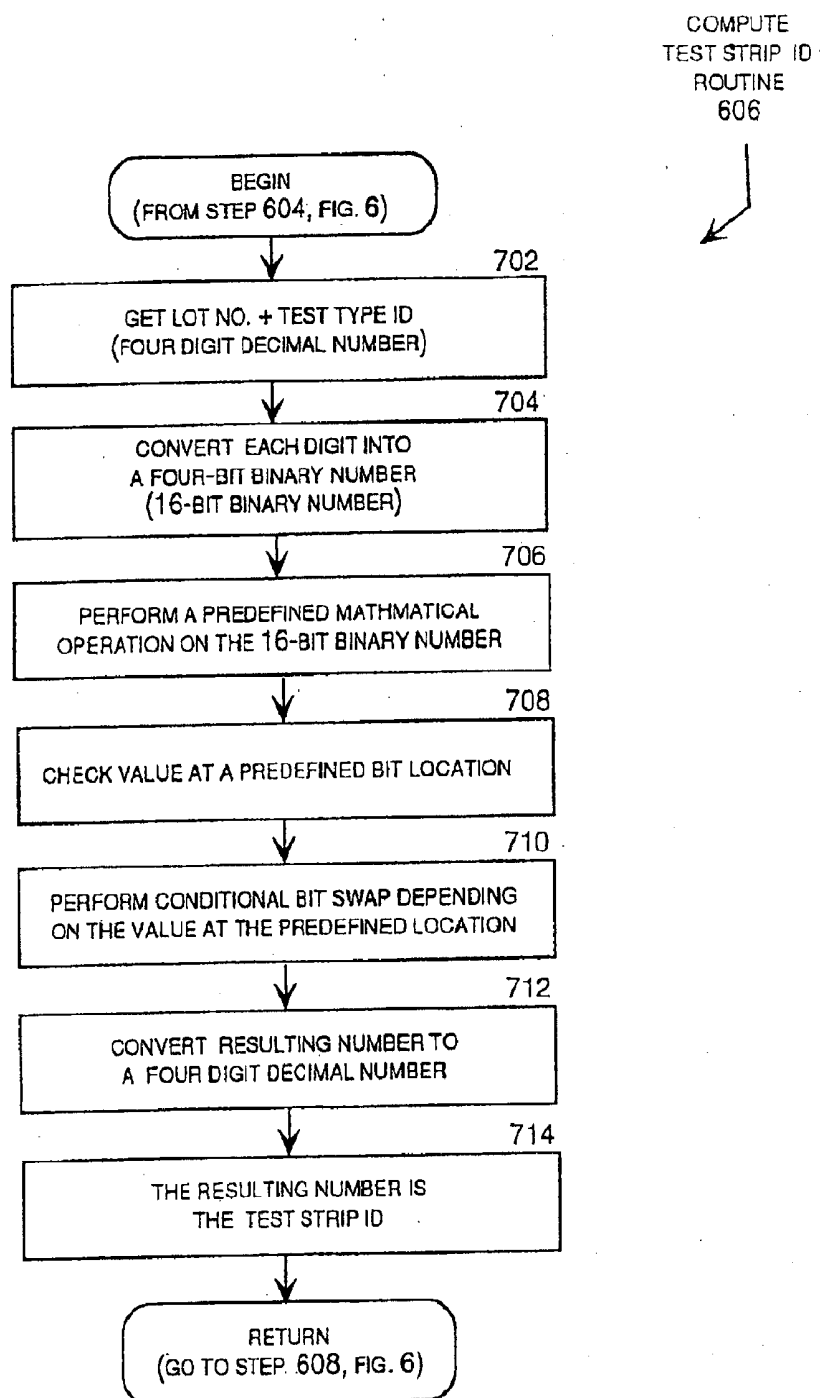 COMPUTE
TEST STRIP ID
ROUTINE
606
BEGIN
(FROM STEP 604, FIG. 6)
702
GET LOT NO. + TEST TYPE ID
(FOUR DIGIT DECIMAL NUMBER)
704
CONVERT EACH DIGIT INTO
A FOUR-BIT BINARY NUMBER
(16-BIT BINARY NUMBER)
706
PERFORM A PREDEFINED MATHMATICAL
OPERATION ON THE 16-BIT BINARY NUMBER
708
CHECK VALUE AT A PREDEFINED BIT LOCATION
710
PERFORM CONDITIONAL BIT SWAP DEPENDING
ON THE VALUE AT THE PREDEFINED LOCATION
712
CONVERT RESULTING NUMBER TO
A FOUR DIGIT DECIMAL NUMBER
714
THE RESULTING NUMBER IS
THE TEST STRIP ID
RETURN
(GO TO STEP. 608, FIG. 6)